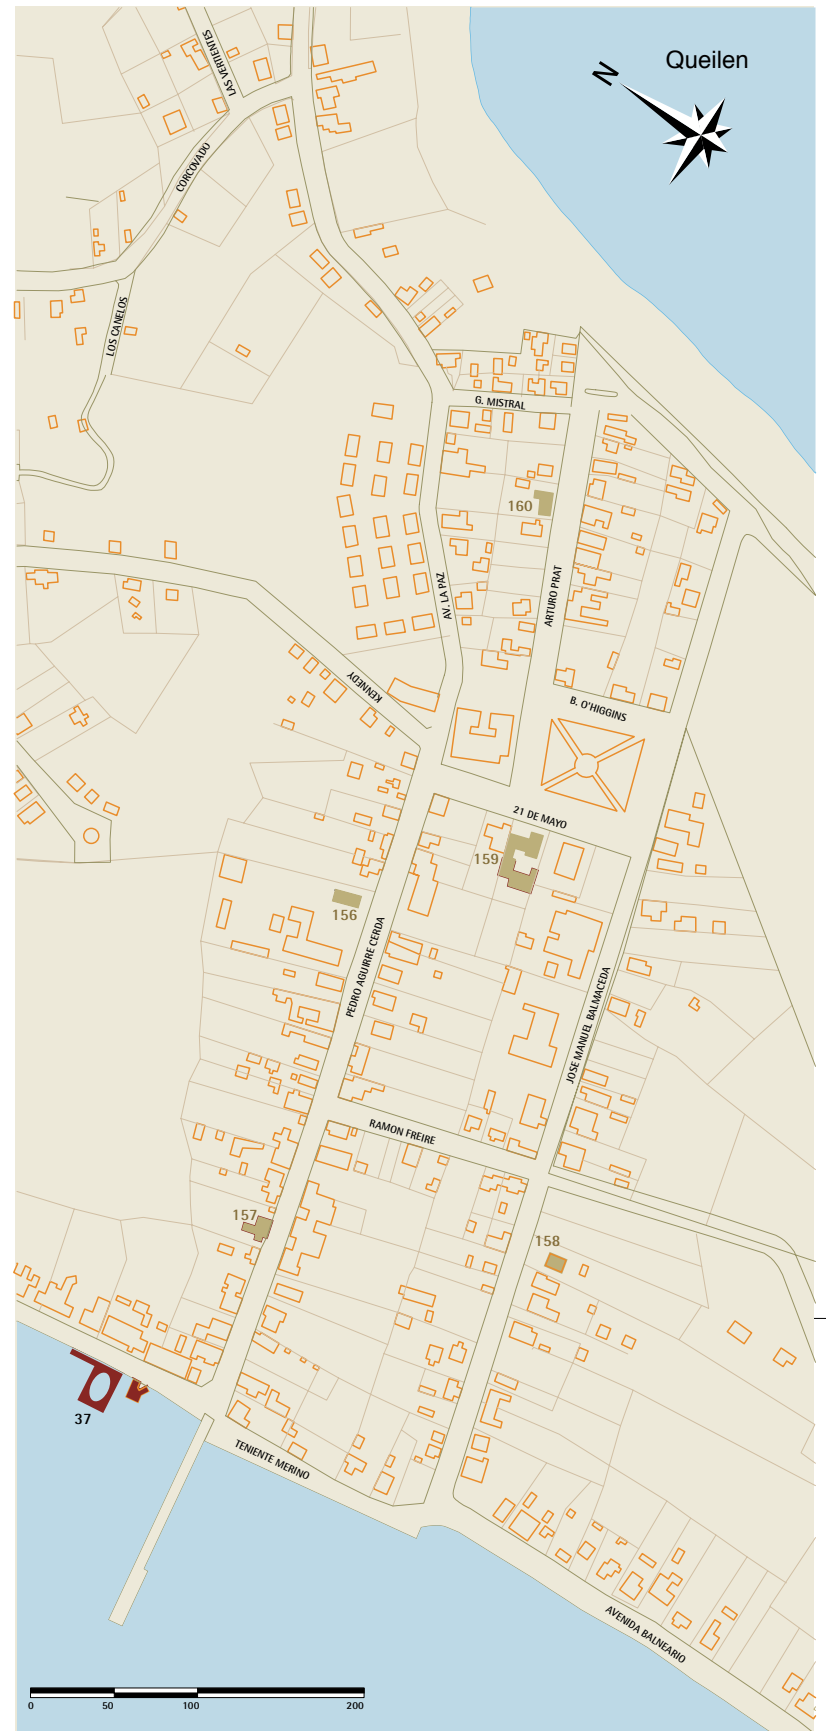 Queilen
N
LAS VERTIENTES
CORCOVADO
LOS CANELOS
G. MISTRAL
160
AV. LA PAZ
ARTURO PRAT
KENNEDY
B. O'HIGGINS
21 DE MAYO
159
156
PEDRO AGUIRRE CERDA
JOSE MANUEL BALMACEDA
RAMON FREIRE
157
158
37
TENIENTE MERINO
AVENIDA BALNEARIO
0 50 100 200